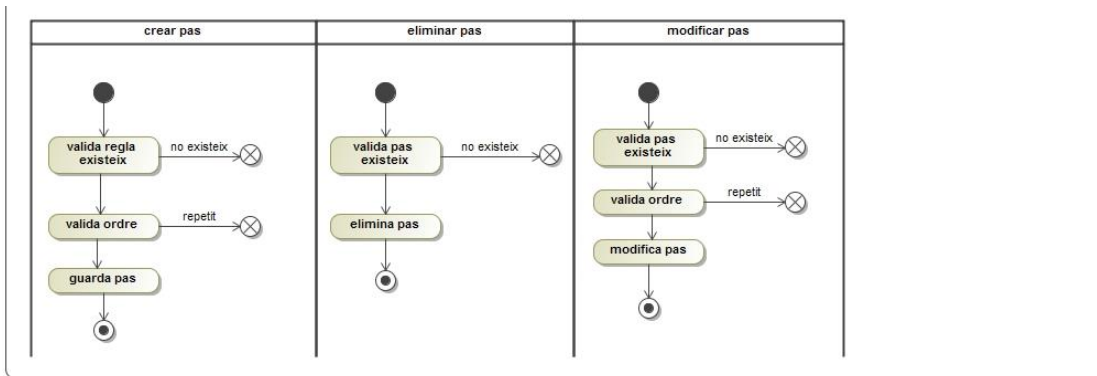 crear pas
valida regla
existeix
no existeix
valida ordre
repetit
guarda pas
eliminar pas
valida pas
existeix
no existeix
elimina pas
modificar pas
valida pas
existeix
no existeix
valida ordre
repetit
modifica pas